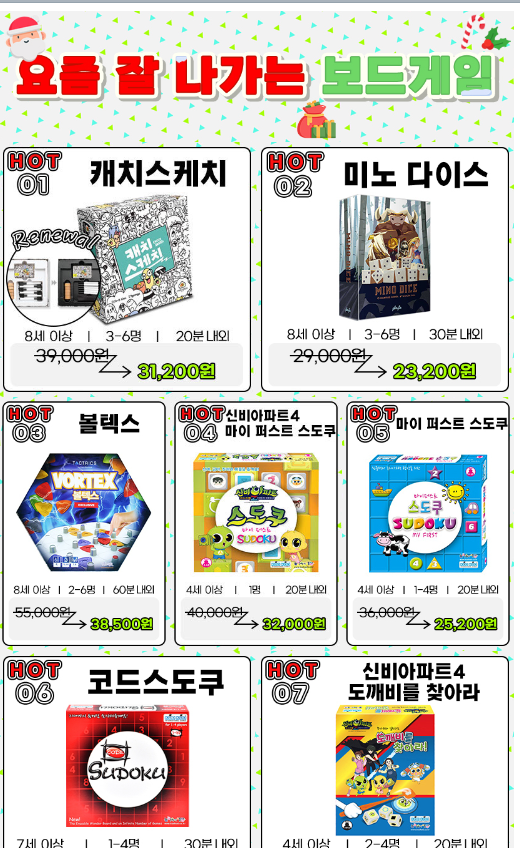 요즘 잘 나가는 보드게임
HOT
01
캐치스케치
Renewal
캐치
스케치
8세 이상 | 3-6명 | 20분 내외
39,000원
31,200원
HOT
02
미노 다이스
MINO DICE
8세 이상 | 3-6명 | 30분 내외
29,000원
23,200원
HOT
03
볼텍스
VORTEX
볼텍스
8세 이상 | 2-6명 | 60분 내외
55,000원
38,500원
HOT
04
신비아파트4
마이 퍼스트 스도쿠
신비아파트
스도쿠
마이 퍼스트
SUDOKU
4세 이상 | 1명 | 20분 내외
40,000원
32,000원
HOT
05
마이 퍼스트 스도쿠
마이 퍼스트
스도쿠
SUDOKU
MY FIRST
4세 이상 | 1-4명 | 20분 내외
36,000원
25,200원
HOT
06
코드스도쿠
SUDOKU
7세 이상 | 1-4명 | 30분 내외
HOT
07
신비아파트4
도깨비를 찾아라
신비아파트
도깨비를
찾아라!
4세 이상 | 2-4명 | 20분 내외